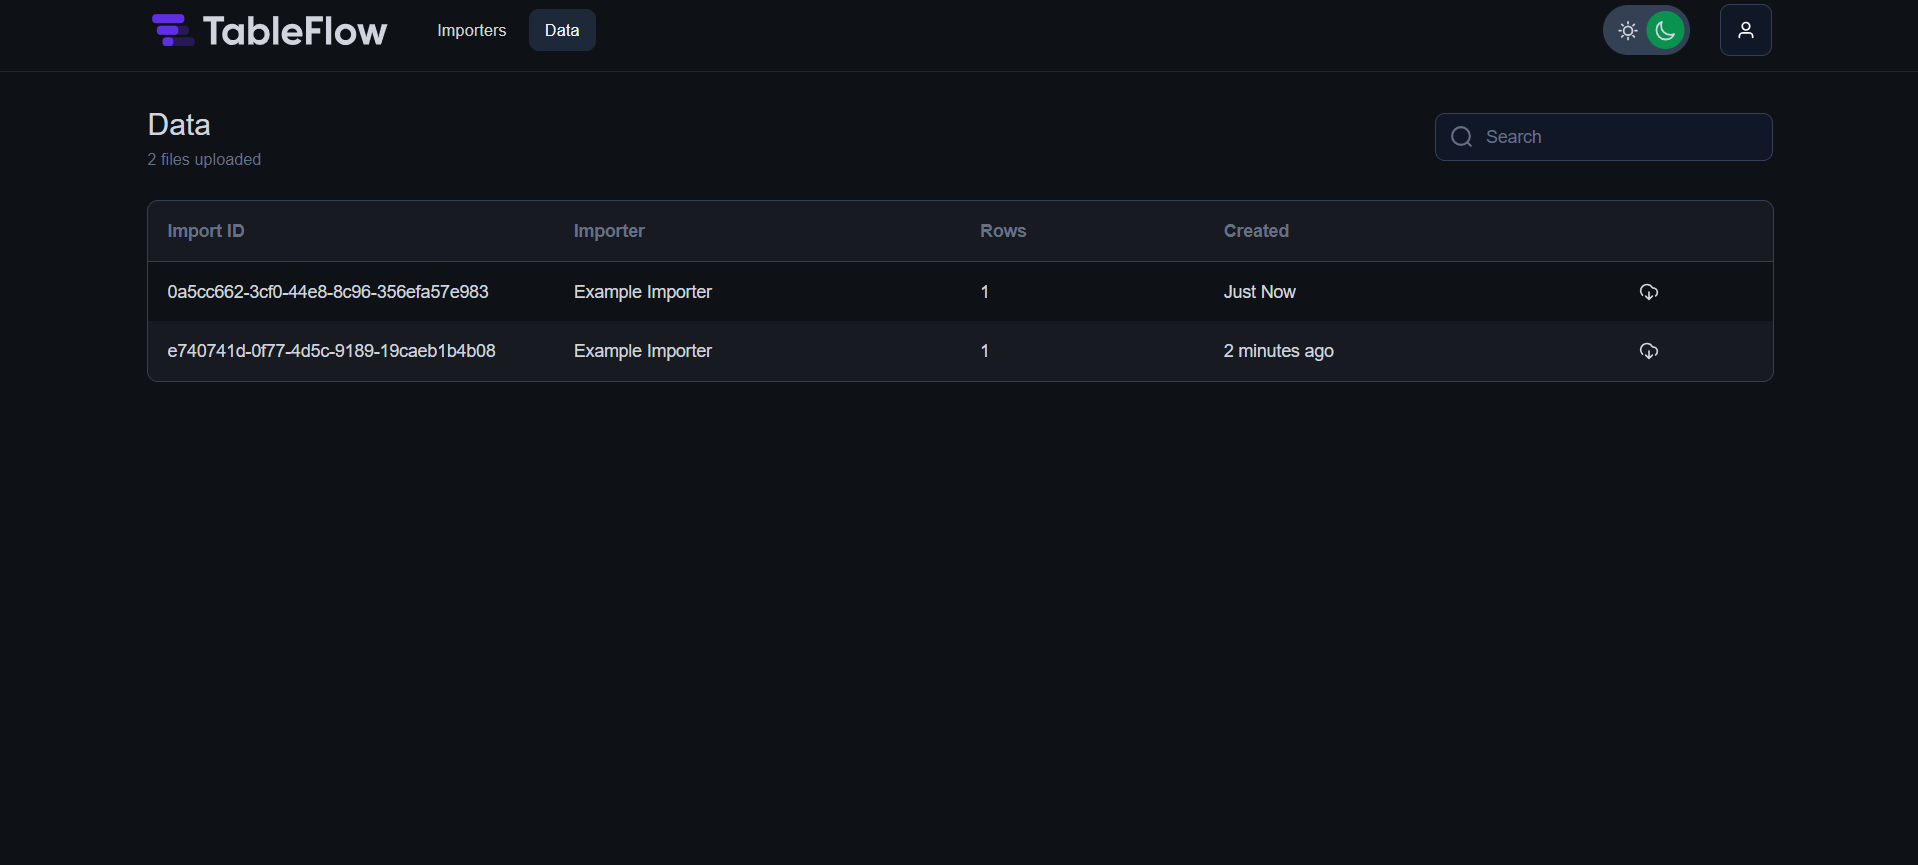 TableFlow Importers Data
Data
2 files uploaded
Search
Import ID Importer Rows Created
0a5cc662-3cf0-44e8-8c96-356efa57e983 Example Importer 1 Just Now
e740741d-0f77-4d5c-9189-19caeb1b4b08 Example Importer 1 2 minutes ago